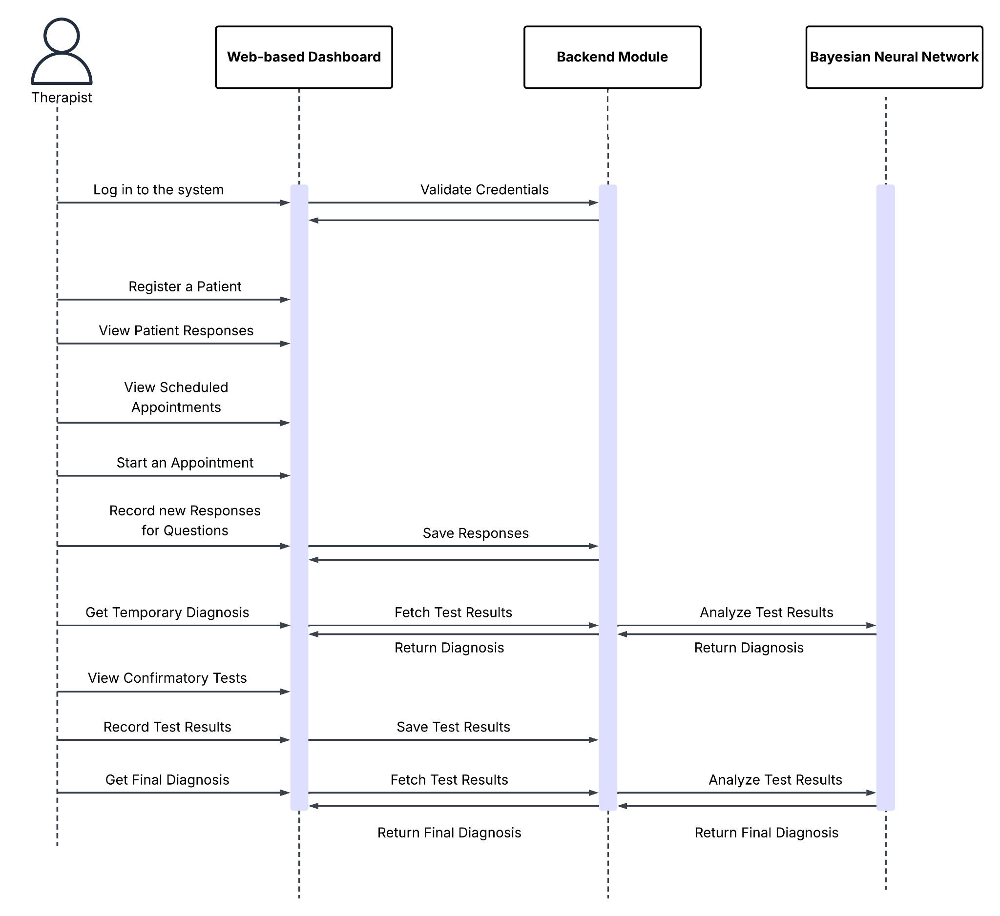 Therapist
Web-based Dashboard
Backend Module
Bayesian Neural Network
Log in to the system
Validate Credentials
Register a Patient
View Patient Responses
View Scheduled
Appointments
Start an Appointment
Record new Responses
for Questions
Save Responses
Get Temporary Diagnosis
Fetch Test Results
Analyze Test Results
Return Diagnosis
Return Diagnosis
View Confirmatory Tests
Record Test Results
Save Test Results
Get Final Diagnosis
Fetch Test Results
Analyze Test Results
Return Final Diagnosis
Return Final Diagnosis